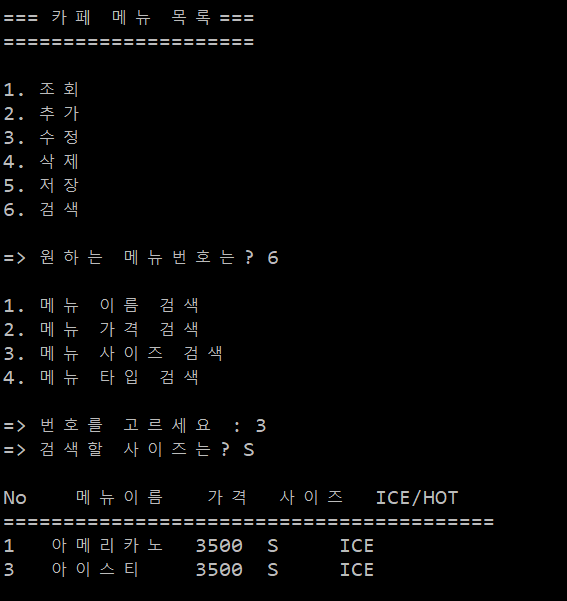 === 카페 메뉴 목록 ===
=====================
1. 조회
2. 추가
3. 수정
4. 삭제
5. 저장
6. 검색
=> 원하는 메뉴번호는? 6
1. 메뉴 이름 검색
2. 메뉴 가격 검색
3. 메뉴 사이즈 검색
4. 메뉴 타입 검색
=> 번호를 고르세요 : 3
=> 검색할 사이즈는? S
No 메뉴이름 가격 사이즈 ICE/HOT
=========================================
1 아메리카노 3500 S ICE
3 아이스티 3500 S ICE